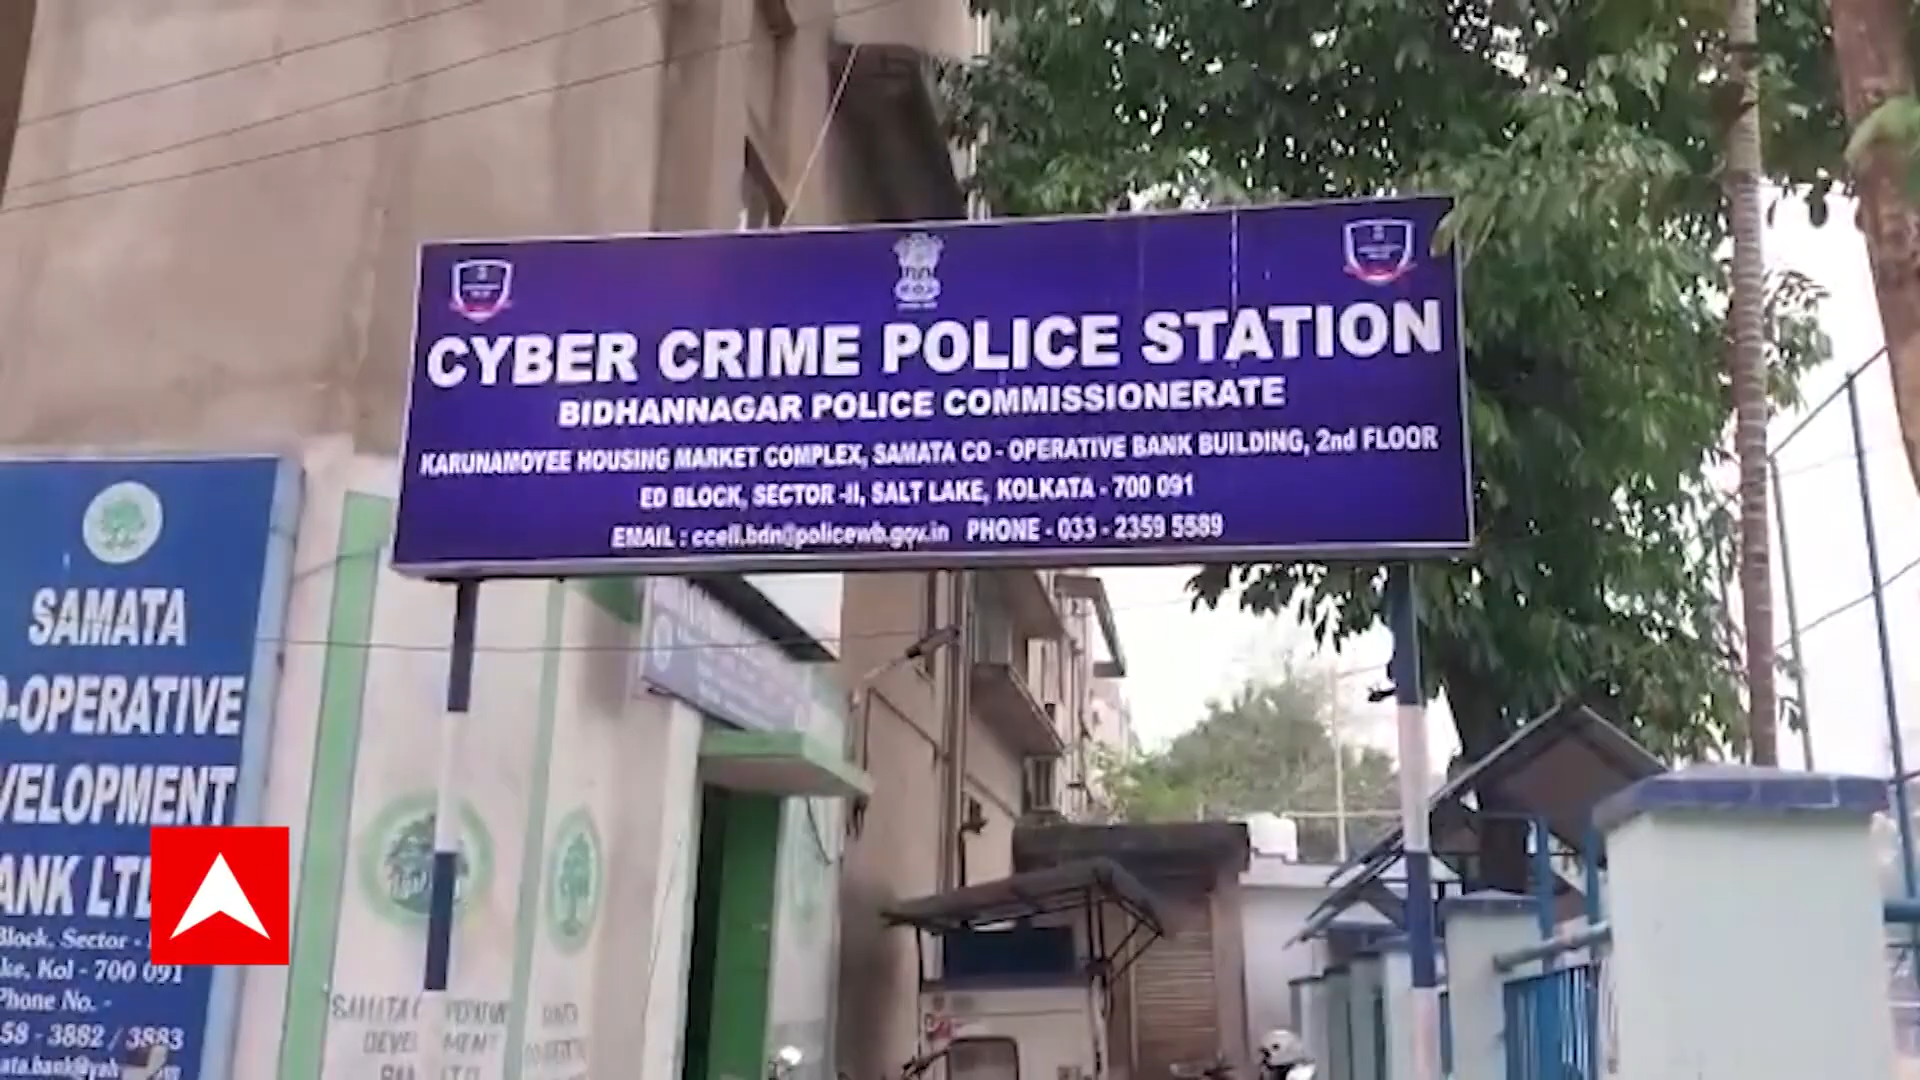 CYBER CRIME POLICE STATION
BIDHANNAGAR POLICE COMMISSIONERATE
KARUNAMOYEE HOUSING MARKET COMPLEX, SAMATA CO - OPERATIVE BANK BUILDING, 2nd FLOOR
ED BLOCK, SECTOR -II, SALT LAKE, KOLKATA - 700 091
EMAIL : ccell.bdn@policewb.gov.in PHONE - 033 - 2359 5589
SAMATA
O-OPERATIVE
VELOPMENT
ANK LTD
Block, Sector -
ke, Kol - 700 091
Phone No. -
58 - 3882 / 3883